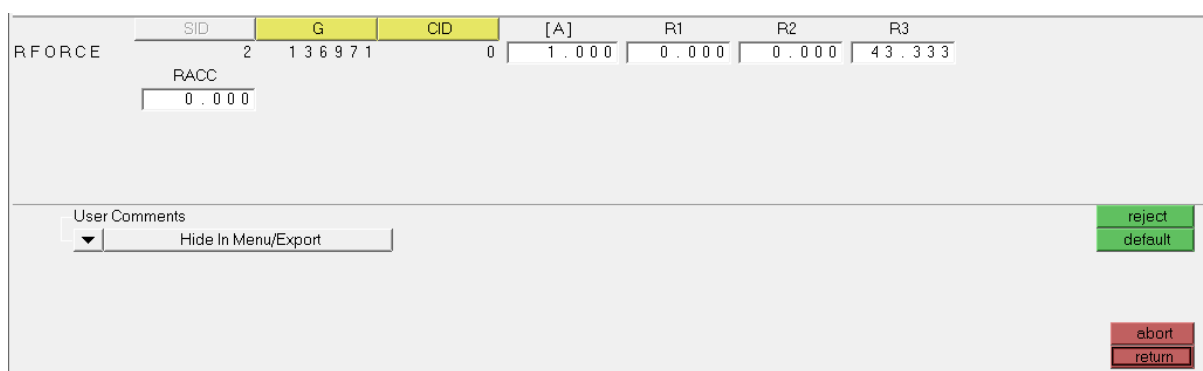 SID G CID [A] R1 R2 R3
RFORCE 2 136971 0 1.000 0.000 0.000 43.333
RACC
0.000
User Comments reject
Hide In Menu/Export default
abort
return